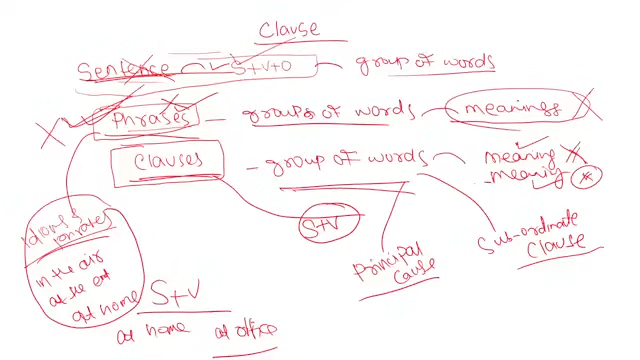 Clause
Sentence S+V+O group of words
Phrases - groups of words meanings
Clauses - group of words meaning
meaning
S+V
Principal
Cause
Sub-ordinate
Clause
Idioms &
Phrases
in the air
at the end
at home
S+V
at home at office